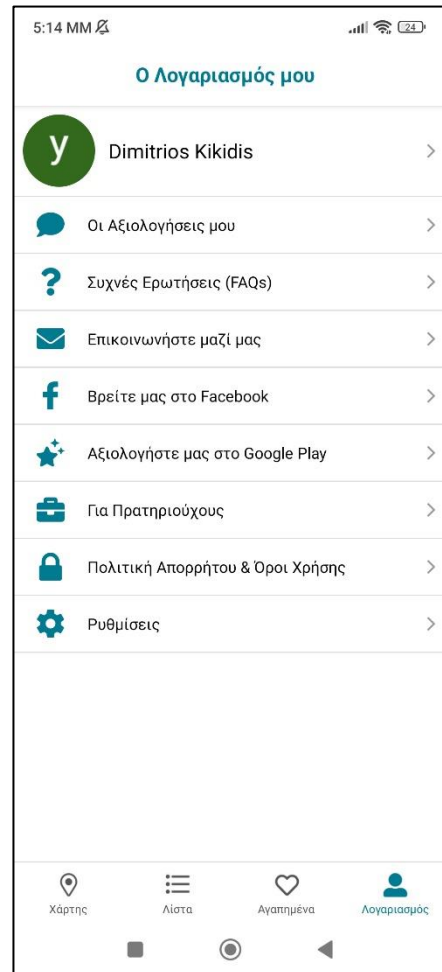 5:14 ΜΜ 24
Ο Λογαριασμός μου
y Dimitrios Kikidis
Οι Αξιολογήσεις μου
Συχνές Ερωτήσεις (FAQs)
Επικοινωνήστε μαζί μας
Βρείτε μας στο Facebook
Αξιολογήστε μας στο Google Play
Για Πρατηριούχους
Πολιτική Απορρήτου & Όροι Χρήσης
Ρυθμίσεις
Χάρτης Λίστα Αγαπημένα Λογαριασμός